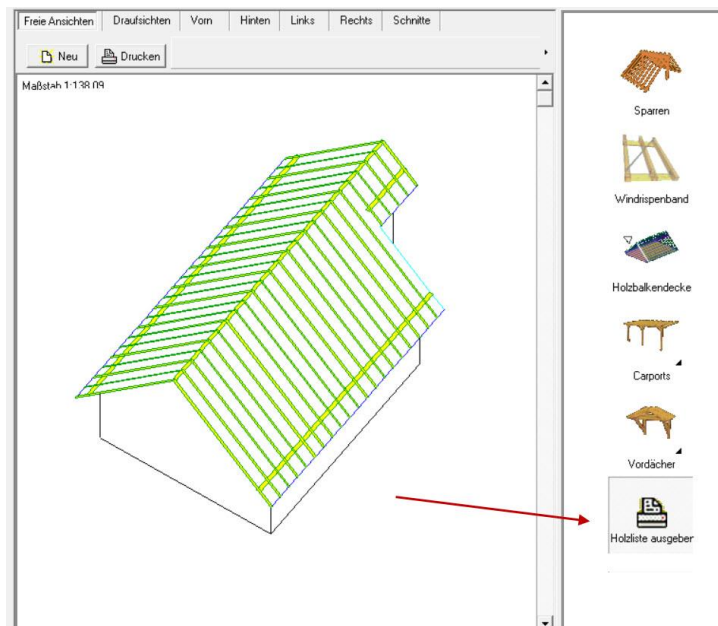 Freie Ansichten Draufsichten Vorn Hinten Links Rechts Schnitte
Neu Drucken
Maßstab 1:138.09
Sparren
Windrispenband
Holzbalkendecke
Carports
Vordächer
Holzliste ausgeben